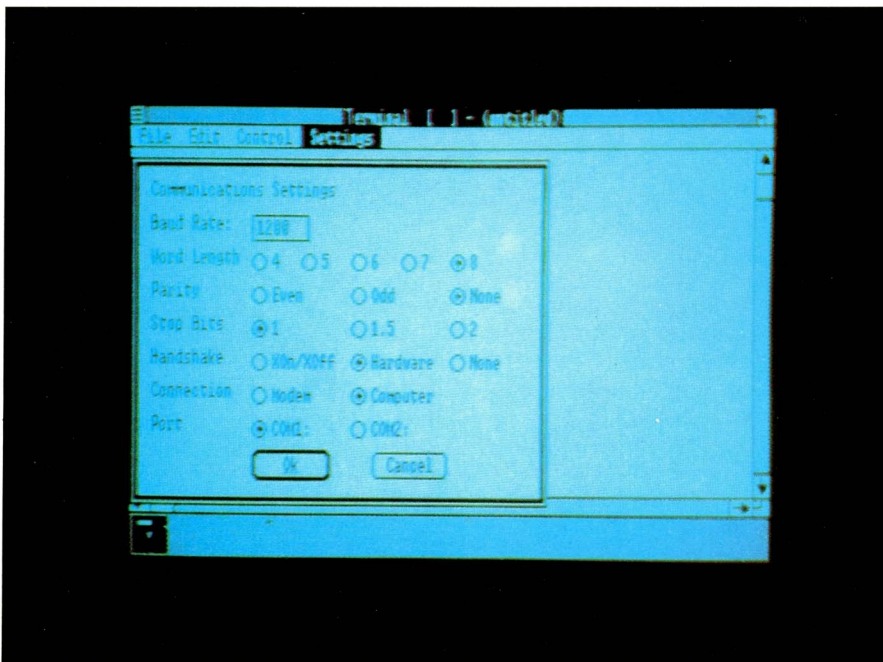 Terminal [ ] - (untitled)
File Edit Control Settings
Communications Settings
Baud Rate: 1200
Word Length 4 5 6 7 8
Parity Even Odd None
Stop Bits 1 1.5 2
Handshake XOn/XOff Hardware None
Connection Modem Computer
Port COM1: COM2:
Ok Cancel